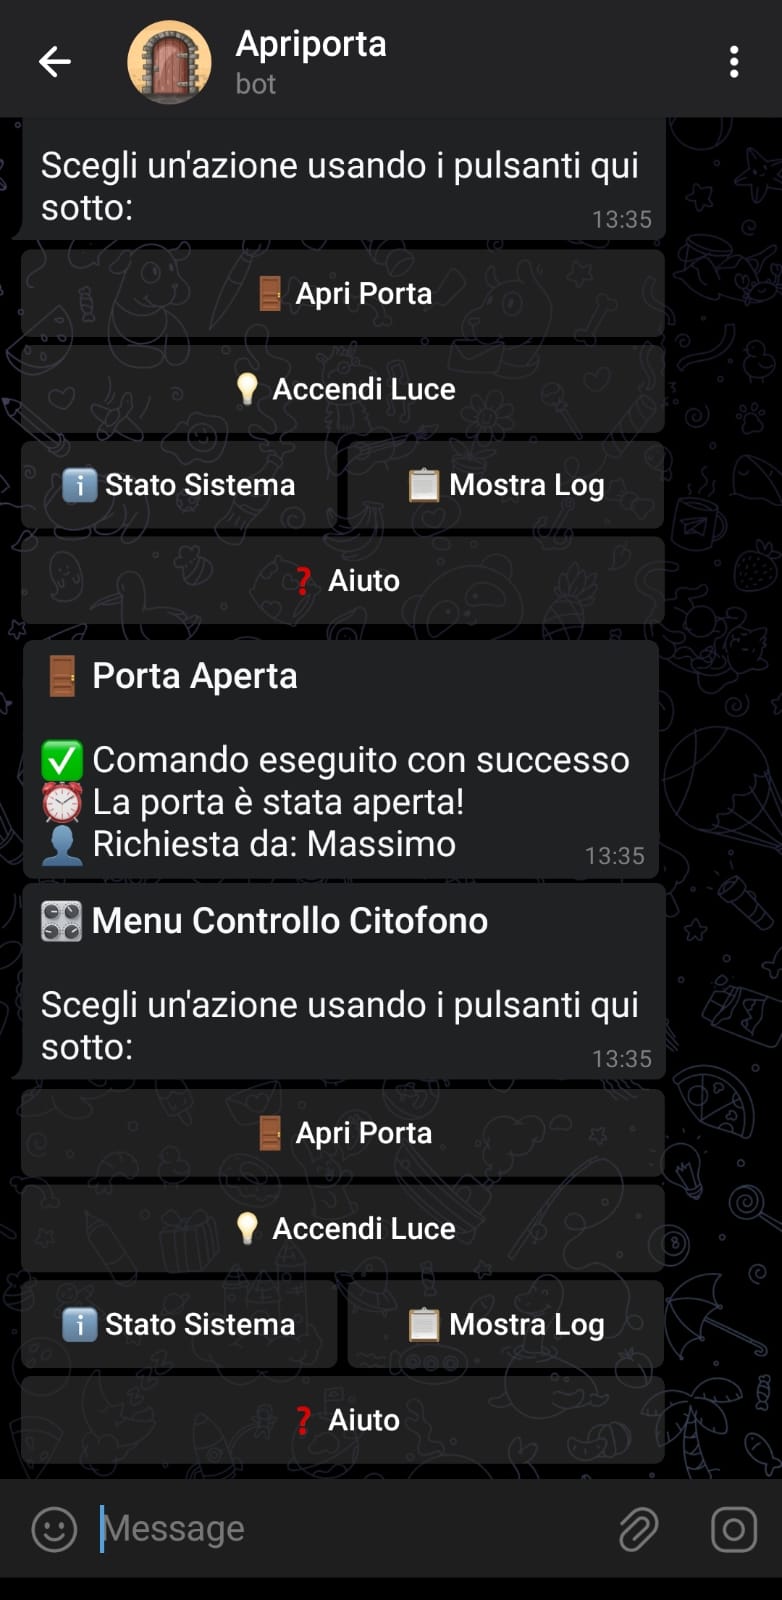 Apriporta
bot
Scegli un'azione usando i pulsanti qui
sotto:
13:35
Apri Porta
Accendi Luce
Stato Sistema
Mostra Log
Aiuto
Porta Aperta
Comando eseguito con successo
La porta è stata aperta!
Richiesta da: Massimo
13:35
Menu Controllo Citofono
Scegli un'azione usando i pulsanti qui
sotto:
13:35
Apri Porta
Accendi Luce
Stato Sistema
Mostra Log
Aiuto
Message